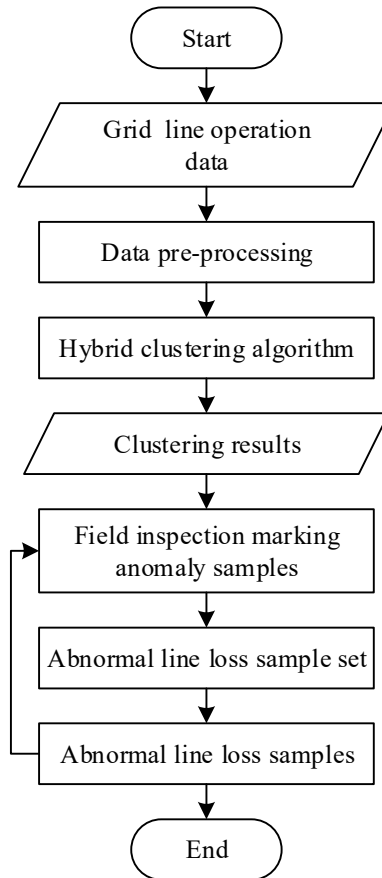 Start
Grid line operation
data
Data pre-processing
Hybrid clustering algorithm
Clustering results
Field inspection marking
anomaly samples
Abnormal line loss sample set
Abnormal line loss samples
End